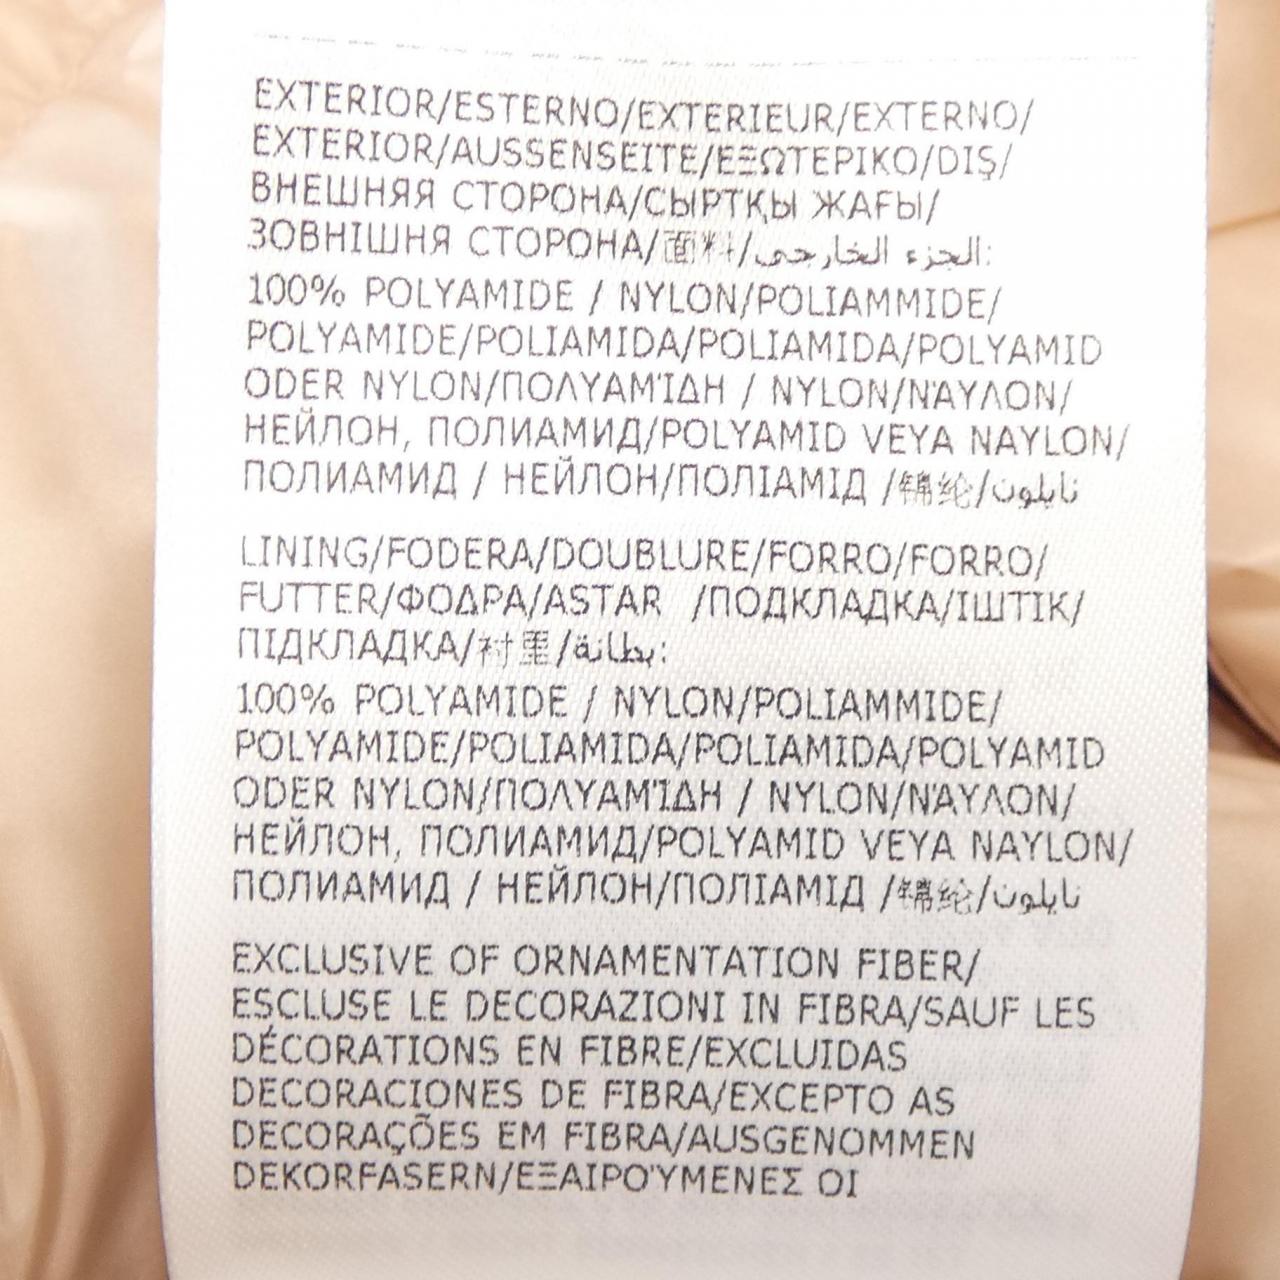 EXTERIOR/ESTERNO/EXTERIEUR/EXTERNO/
EXTERIOR/AUSSENSEITE/ΕΞΩΤΕΡΙΚΟ/DIŞ/
ВНЕШНЯЯ СТОРОНА/СЫРТҚЫ ЖАҒЫ/
ЗОВНІШНЯ СТОРОНА/面料/الجزء الخارجي:
100% POLYAMIDE / NYLON/POLIAMMIDE/
POLYAMIDE/POLIAMIDA/POLIAMIDA/POLYAMID
ODER NYLON/ΠΟΛΥΑΜΊΔΗ / NYLON/ΝΆΥΛΟΝ/
НЕЙЛОН, ПОЛИАМИД/POLYAMID VEYA NAYLON/
ПОЛИАМИД / НЕЙЛОН/ПОЛІАМІД /锦纶/نايلون
LINING/FODERA/DOUBLURE/FORRO/FORRO/
FUTTER/ΦΟΔΡΑ/ASTAR /ПОДКЛАДКА/ІШТІК/
ПІДКЛАДКА/衬里/بطانة:
100% POLYAMIDE / NYLON/POLIAMMIDE/
POLYAMIDE/POLIAMIDA/POLIAMIDA/POLYAMID
ODER NYLON/ΠΟΛΥΑΜΊΔΗ / NYLON/ΝΆΥΛΟΝ/
НЕЙЛОН, ПОЛИАМИД/POLYAMID VEYA NAYLON/
ПОЛИАМИД / НЕЙЛОН/ПОЛІАМІД /锦纶/نايلون
EXCLUSIVE OF ORNAMENTATION FIBER/
ESCLUSE LE DECORAZIONI IN FIBRA/SAUF LES
DÉCORATIONS EN FIBRE/EXCLUIDAS
DECORACIONES DE FIBRA/EXCEPTO AS
DECORAÇÕES EM FIBRA/AUSGENOMMEN
DEKORFASERN/ΕΞΑΙΡΟΎΜΕΝΕΣ ΟΙ